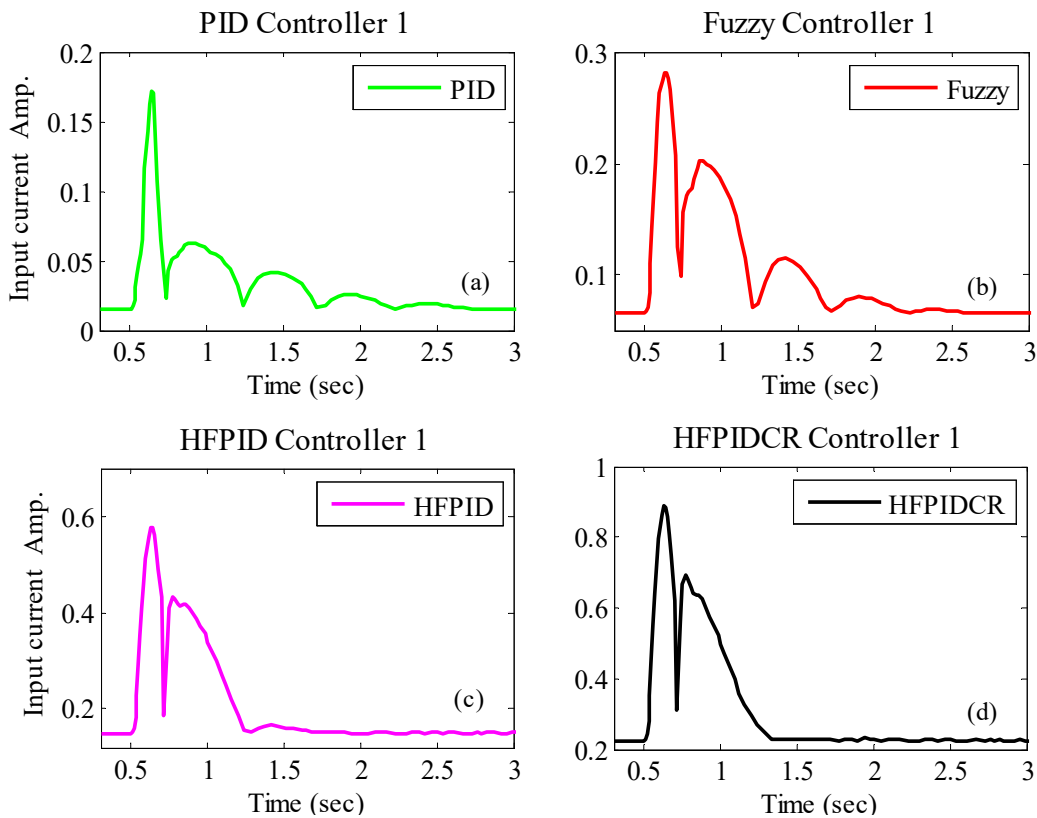 PID Controller 1
Fuzzy Controller 1
Input current Amp.
0.2
0.15
0.1
0.05
0
PID
(a)
0.5 1 1.5 2 2.5 3
Time (sec)
0.3
0.2
0.1
Fuzzy
(b)
0.5 1 1.5 2 2.5 3
Time (sec)
HFPID Controller 1
HFPIDCR Controller 1
Input current Amp.
0.6
0.4
0.2
HFPID
(c)
0.5 1 1.5 2 2.5 3
Time (sec)
1
0.8
0.6
0.4
0.2
HFPIDCR
(d)
0.5 1 1.5 2 2.5 3
Time (sec)